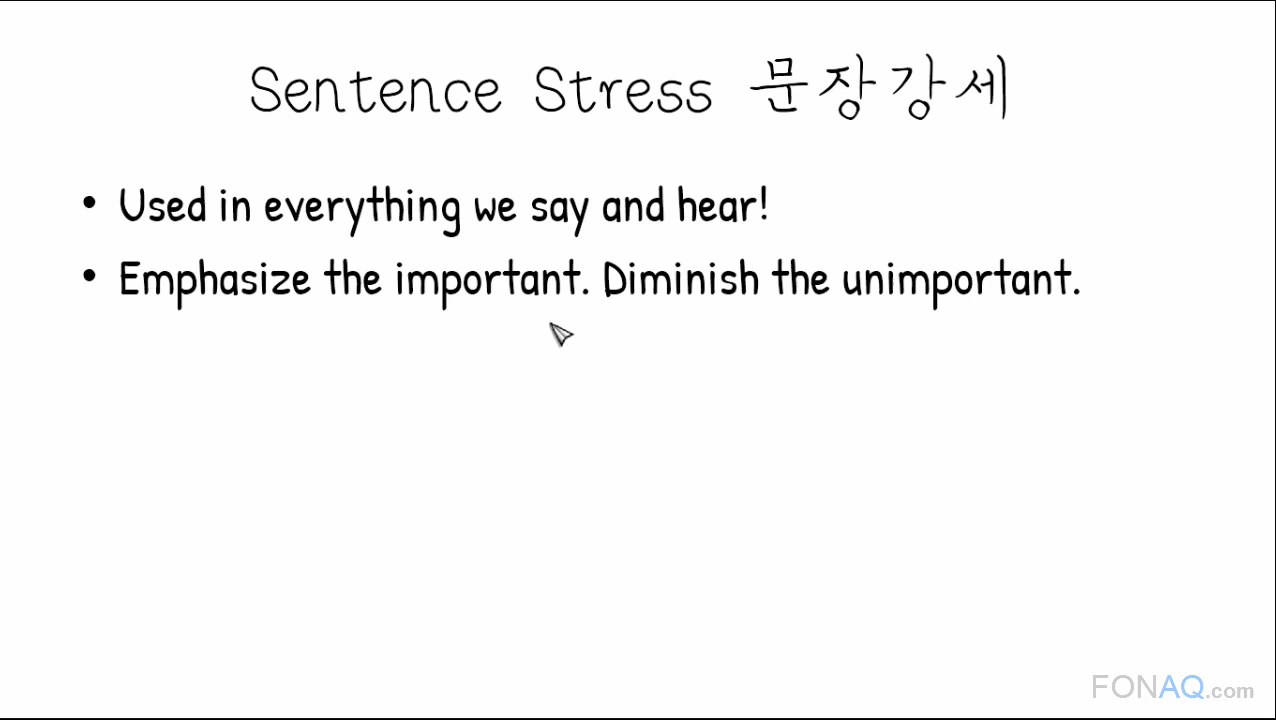 Sentence Stress 문장강세
• Used in everything we say and hear!
• Emphasize the important. Diminish the unimportant.
FONAQ.com